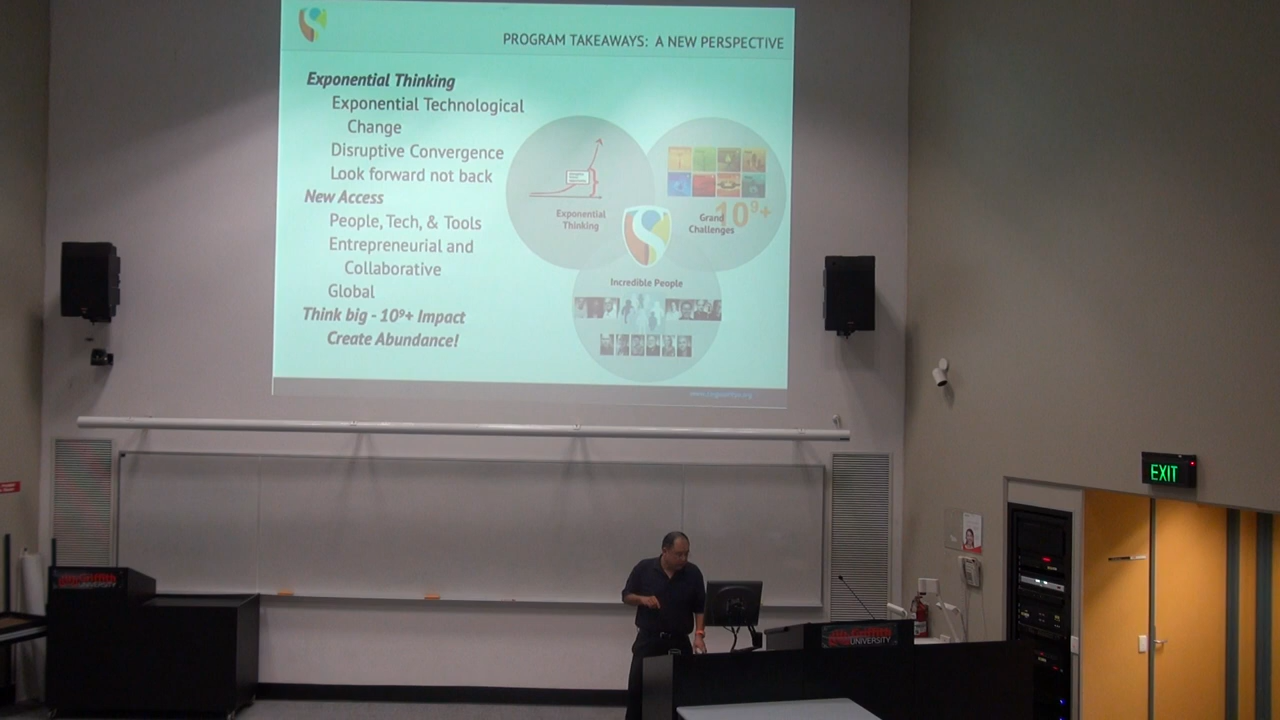 PROGRAM TAKEAWAYS: A NEW PERSPECTIVE
Exponential Thinking
Exponential Technological
Change
Disruptive Convergence
Look forward not back
New Access
People, Tech, & Tools
Entrepreneurial and
Collaborative
Global
Think big - 10⁹+ Impact
Create Abundance!
Exponential
Thinking
10⁹+
Grand
Challenges
Incredible People
EXIT
UNIVERSITY
UNIVERSITY